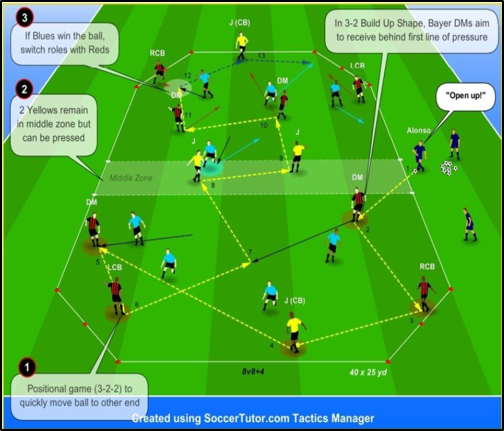 3
If Blues win the ball,
switch roles with Reds
J (CB)
In 3-2 Build Up Shape, Bayer DMs aim
to receive behind first line of pressure
RCB
13
LCB
12
DM
DM
"Open up!"
2
2 Yellows remain
in middle zone but
can be pressed
11
10
Alonso
J
J
9
1
Middle Zone
8
DM
DM
2
7
5
LCB
RCB
6
J (CB)
3
4
1
Positional game (3-2-2) to
quickly move ball to other end
8v8+4
40 x 25 yd
Created using SoccerTutor.com Tactics Manager